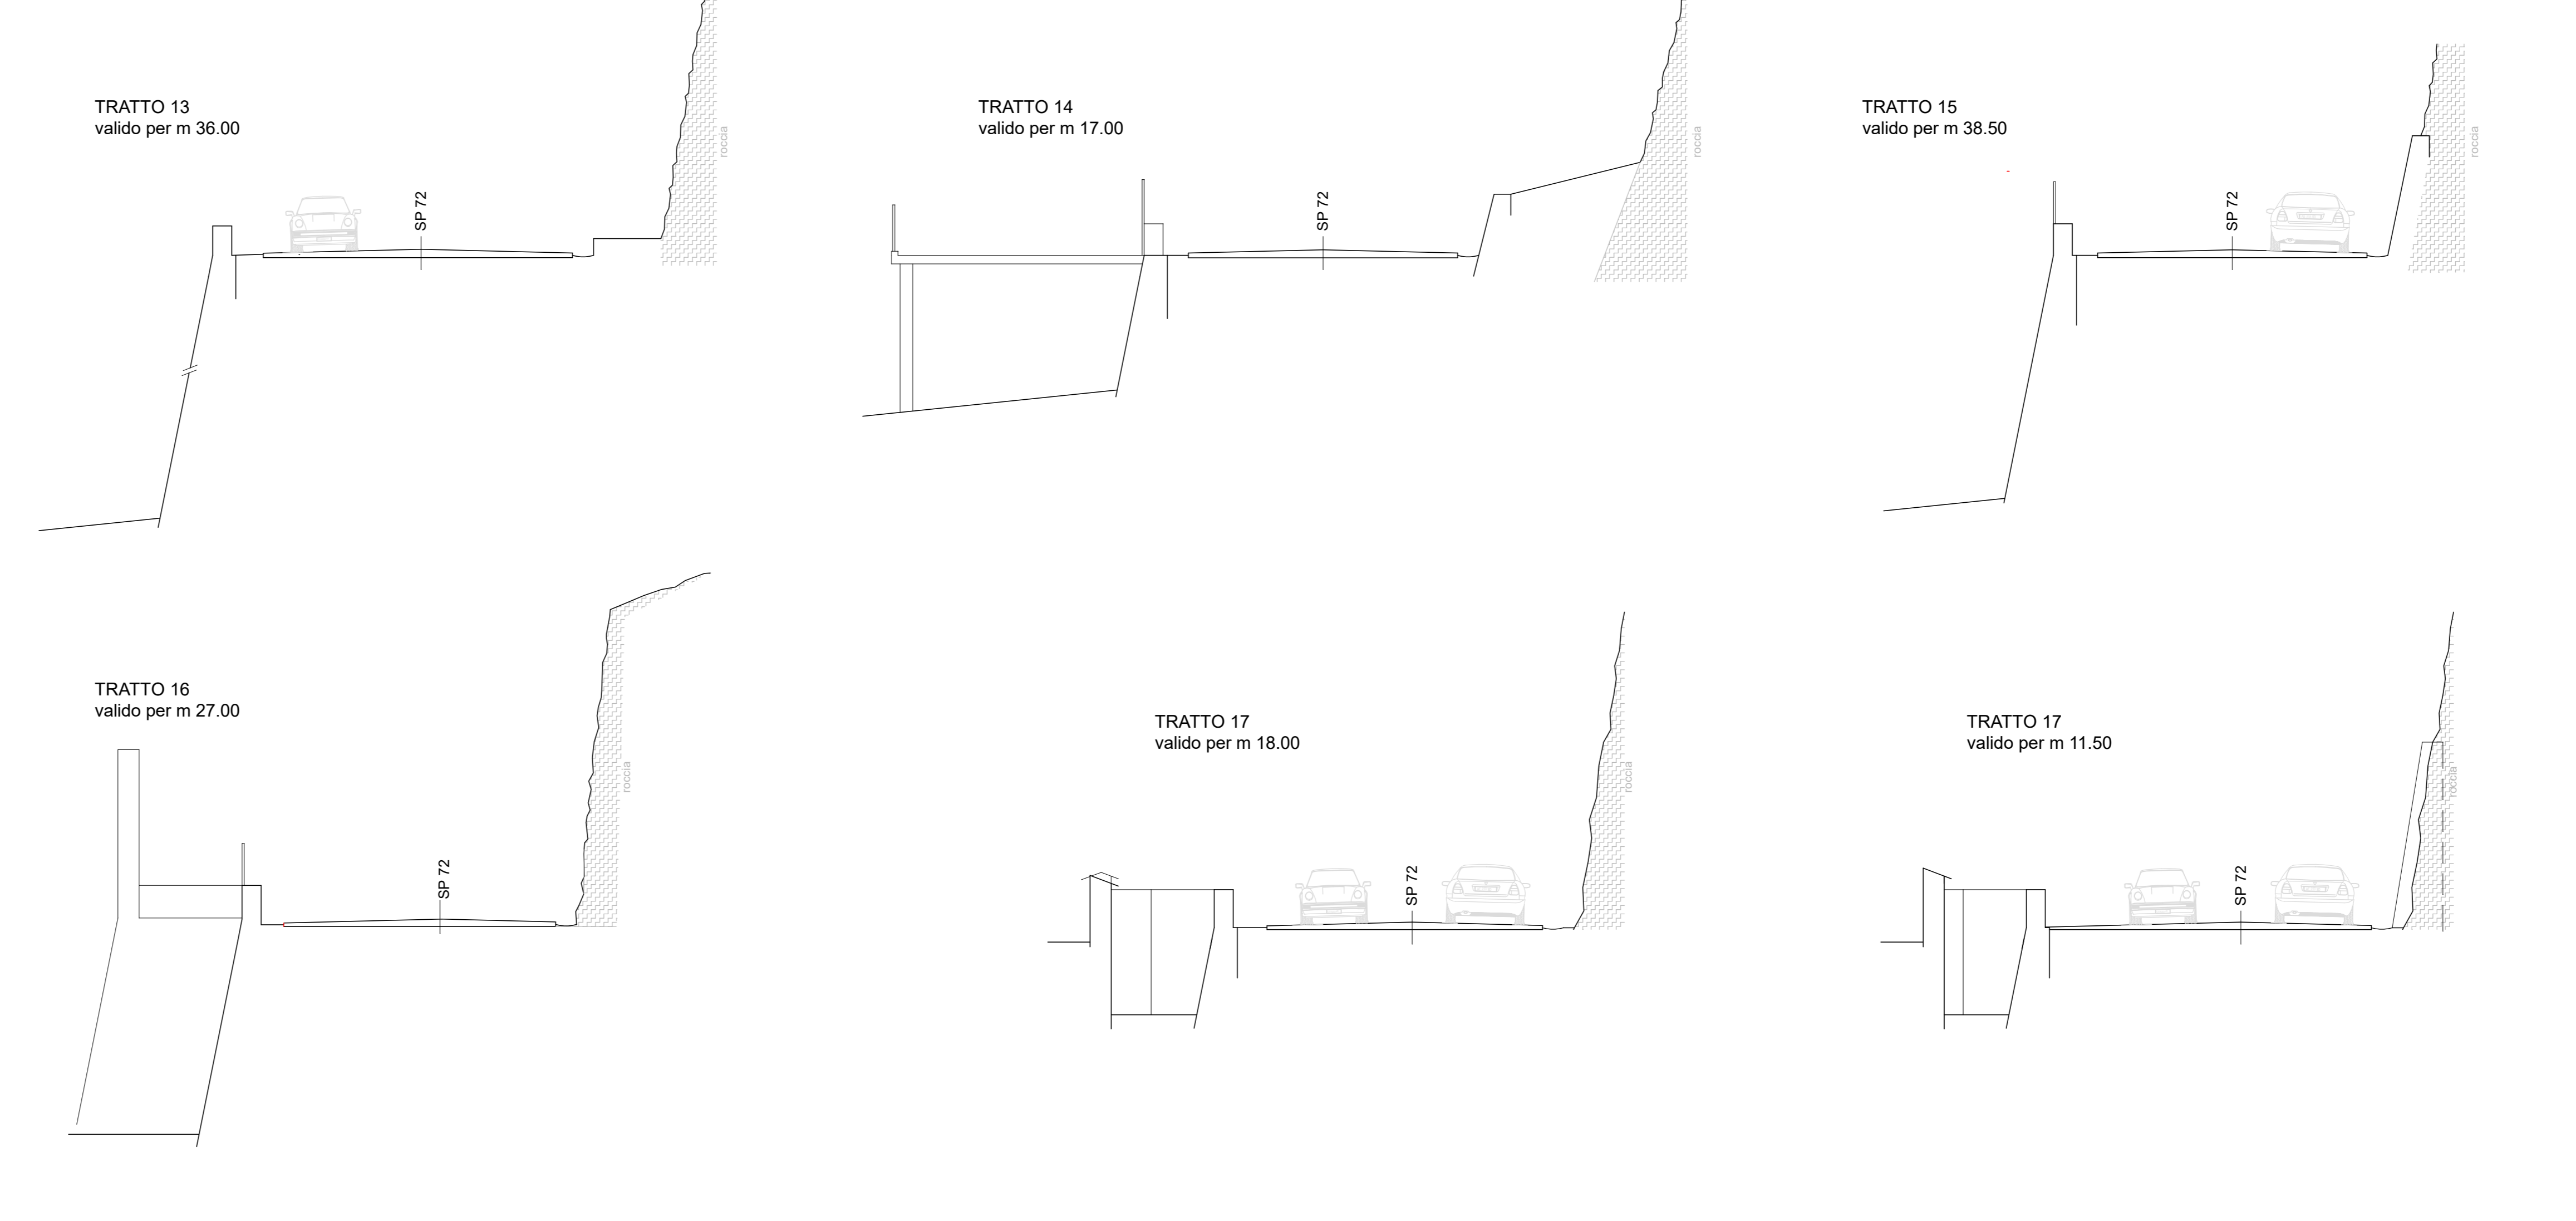 TRATTO 13
valido per m 36.00
SP 72
roccia
TRATTO 14
valido per m 17.00
SP 72
roccia
TRATTO 15
valido per m 38.50
SP 72
roccia
TRATTO 16
valido per m 27.00
SP 72
roccia
TRATTO 17
valido per m 18.00
SP 72
roccia
TRATTO 17
valido per m 11.50
SP 72
roccia